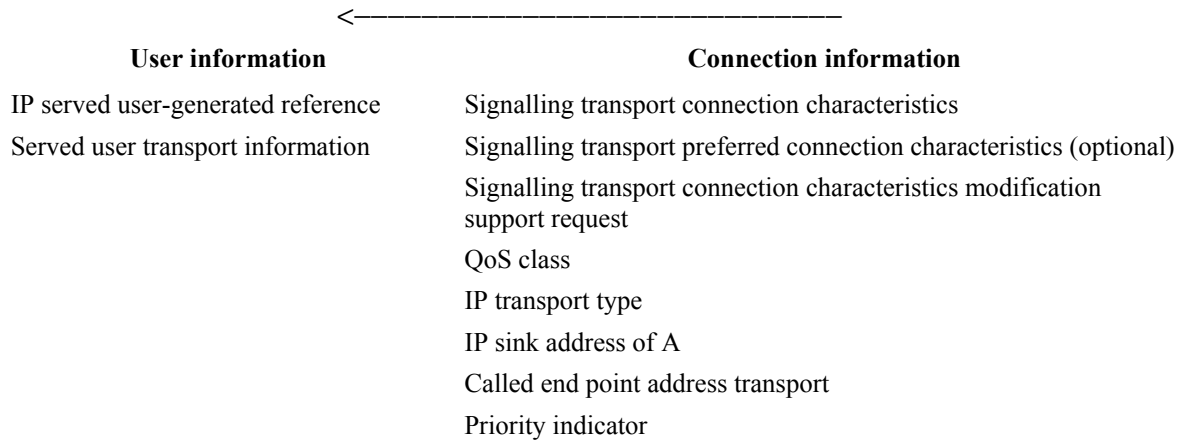 User information
Connection information
IP served user-generated reference
Signalling transport connection characteristics
Served user transport information
Signalling transport preferred connection characteristics (optional)
Signalling transport connection characteristics modification
support request
QoS class
IP transport type
IP sink address of A
Called end point address transport
Priority indicator